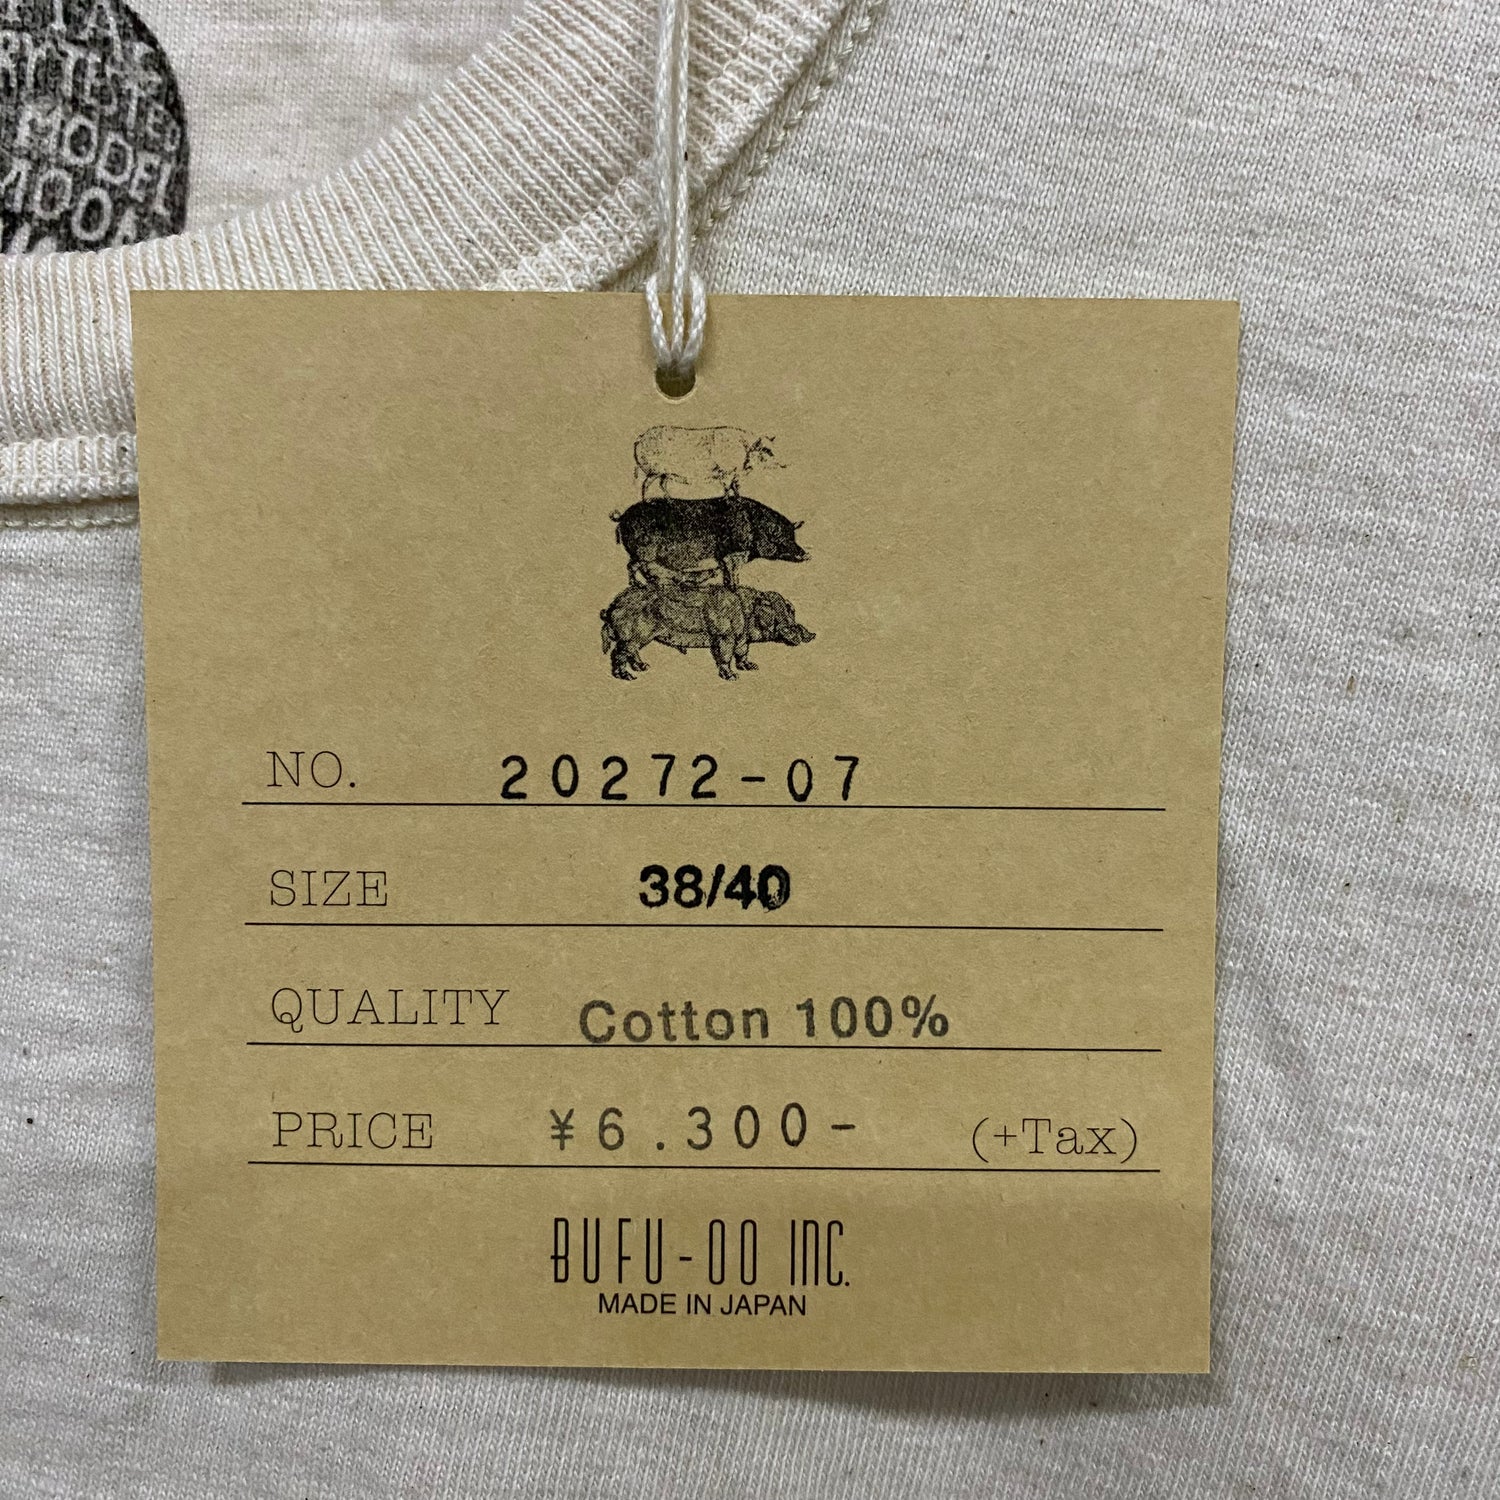 TESTED
MODEL
NO. 20272-07
SIZE 38/40
QUALITY Cotton 100%
PRICE ¥6.300- (+Tax)
BUFU-OO INC.
MADE IN JAPAN